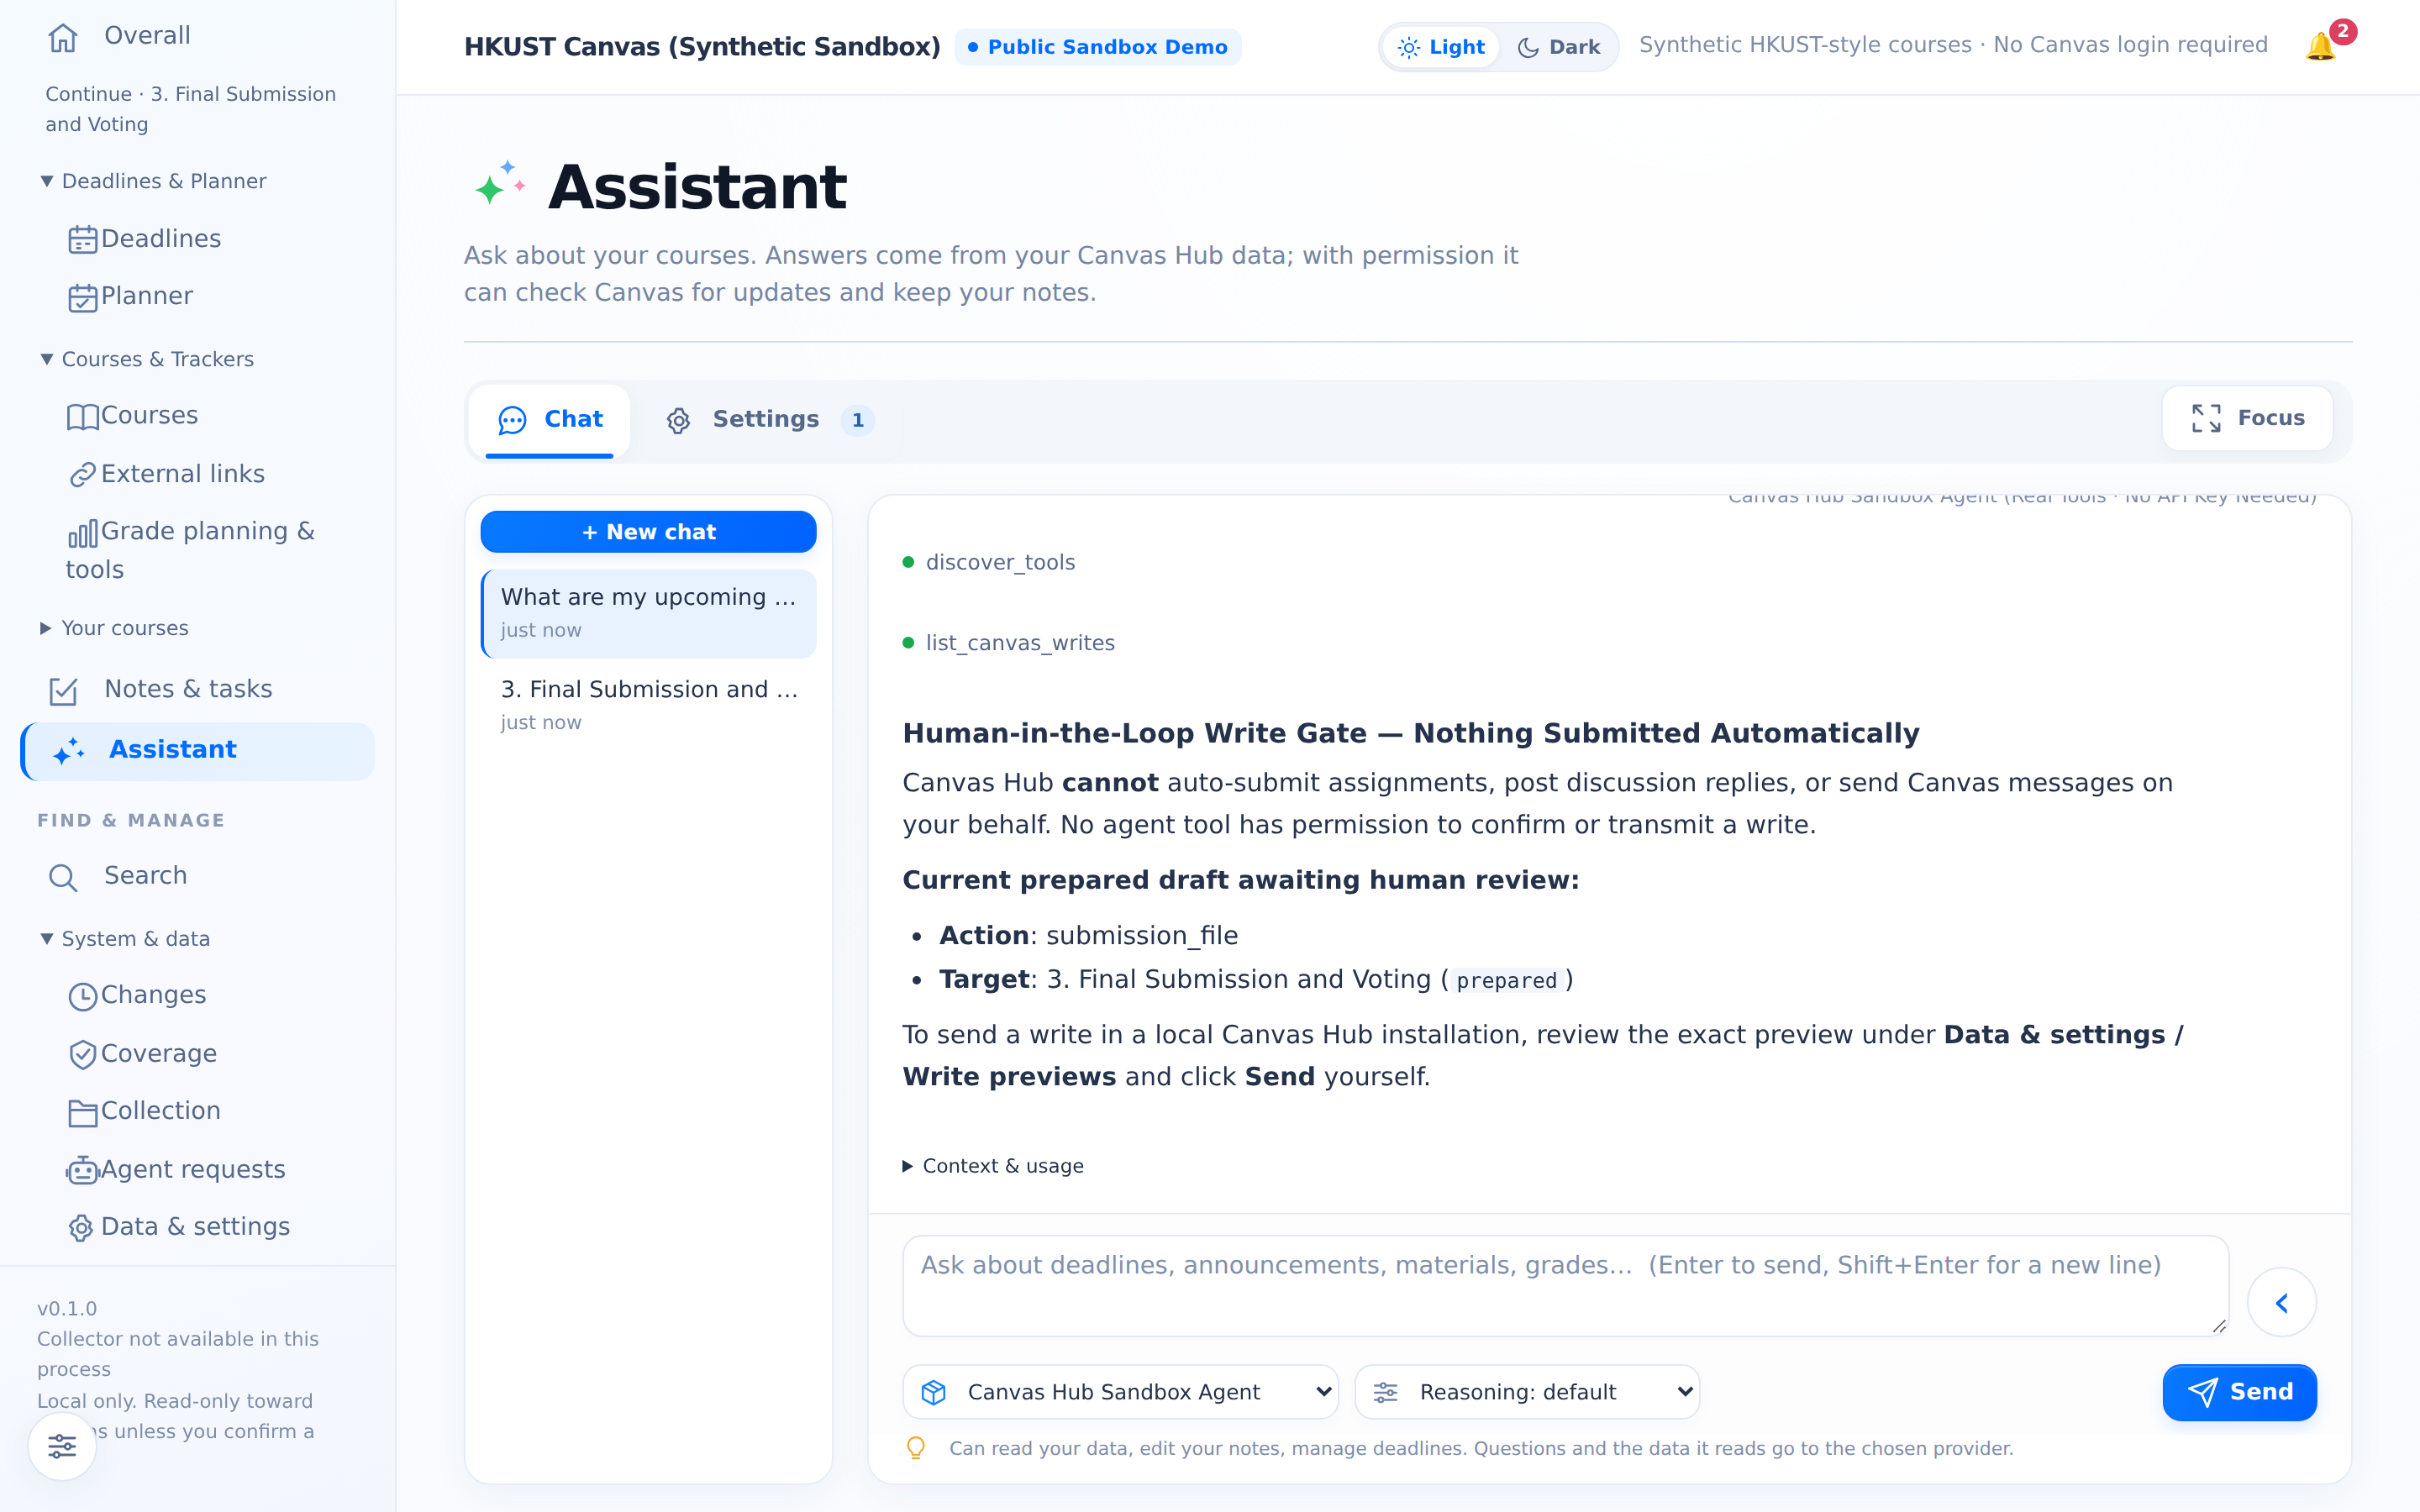 Overall
Continue · 3. Final Submission
and Voting
▼ Deadlines & Planner
Deadlines
Planner
▼ Courses & Trackers
Courses
External links
Grade planning &
tools
▶ Your courses
Notes & tasks
Assistant
FIND & MANAGE
Search
▼ System & data
Changes
Coverage
Collection
Agent requests
Data & settings
v0.1.0
Collector not available in this
process
Local only. Read-only toward
unless you confirm a
HKUST Canvas (Synthetic Sandbox)
Public Sandbox Demo
Light
Dark
Synthetic HKUST-style courses · No Canvas login required
2
Assistant
Ask about your courses. Answers come from your Canvas Hub data; with permission it
can check Canvas for updates and keep your notes.
Chat
Settings 1
Focus
+ New chat
What are my upcoming ...
just now
3. Final Submission and ...
just now
Canvas Hub Sandbox Agent (Real Tools · No API Key Needed)
discover_tools
list_canvas_writes
Human-in-the-Loop Write Gate — Nothing Submitted Automatically
Canvas Hub cannot auto-submit assignments, post discussion replies, or send Canvas messages on
your behalf. No agent tool has permission to confirm or transmit a write.
Current prepared draft awaiting human review:
• Action: submission_file
• Target: 3. Final Submission and Voting (prepared)
To send a write in a local Canvas Hub installation, review the exact preview under Data & settings /
Write previews and click Send yourself.
▶ Context & usage
Ask about deadlines, announcements, materials, grades… (Enter to send, Shift+Enter for a new line)
Canvas Hub Sandbox Agent
Reasoning: default
Send
Can read your data, edit your notes, manage deadlines. Questions and the data it reads go to the chosen provider.